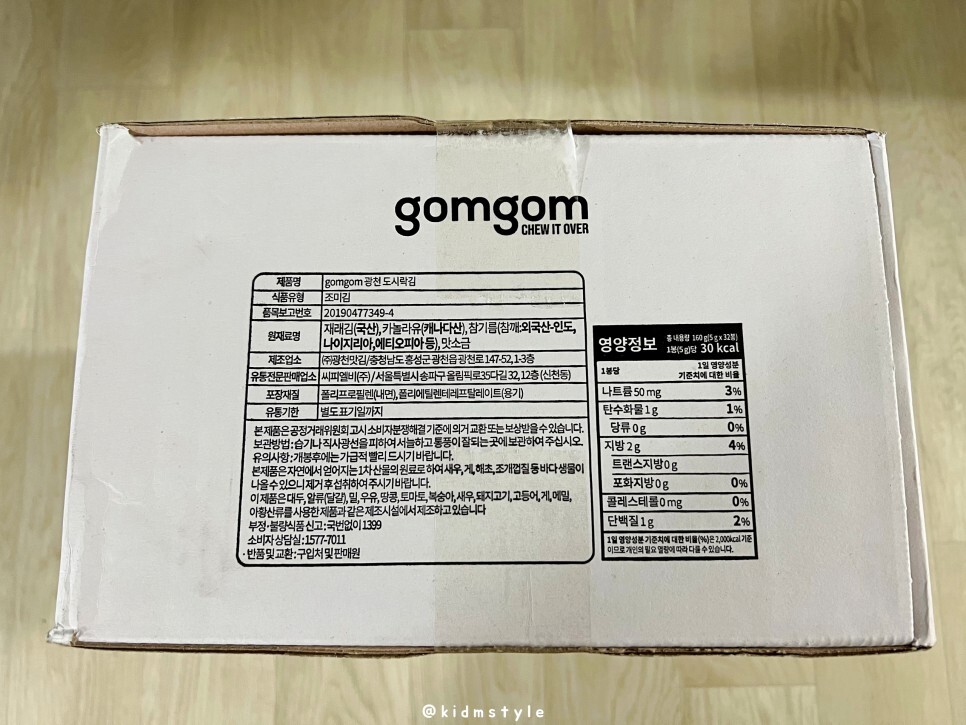 gomgom
CHEW IT OVER
제품명 gomgom 광천 도시락김
식품유형 조미김
품목보고번호 20190477349-4
원재료명 재래김(국산), 카놀라유(캐나다산), 참기름(참깨:외국산-인도,
나이지리아,에티오피아 등), 맛소금
제조업소 ㈜광천맛김/충청남도 홍성군 광천읍 광천로 147-52, 1-3층
유통전문판매업소 씨피엘비(주) / 서울특별시 송파구 올림픽로35다길 32, 12층 (신천동)
포장재질 폴리프로필렌(내면), 폴리에틸렌테레프탈레이트(용기)
유통기한 별도 표기일까지
본 제품은 공정거래위원회 고시 소비자분쟁해결 기준에 의거 교환 또는 보상받을 수 있습니다.
보관방법 : 습기나 직사광선을 피하여 서늘하고 통풍이 잘되는 곳에 보관하여 주십시오.
유의사항 : 개봉후에는 가급적 빨리 드시기 바랍니다.
본제품은 자연에서 얻어지는 1차 산물의 원료로 하여 새우, 게, 해초, 조개껍질 등 바다 생물이
나올 수 있으니 제거 후 섭취하여 주시기 바랍니다.
이 제품은 대두, 알류(달걀), 밀, 우유, 땅콩, 토마토, 복숭아, 새우, 돼지고기, 고등어, 게, 메밀,
아황산류를 사용한 제품과 같은 제조시설에서 제조하고 있습니다
부정·불량식품 신고 : 국번없이 1399
소비자 상담실 : 1577-7011
· 반품 및 교환 : 구입처 및 판매원
영양정보 총 내용량 160 g(5 g x 32봉)
1봉(5 g)당 30 kcal
1봉당 1일 영양성분 기준치에 대한 비율
나트륨 50 mg 3%
탄수화물 1 g 1%
당류 0 g 0%
지방 2 g 4%
트랜스지방 0 g
포화지방 0 g 0%
콜레스테롤 0 mg 0%
단백질 1 g 2%
1일 영양성분 기준치에 대한 비율(%)은 2,000kcal 기준
이므로 개인의 필요 열량에 따라 다를 수 있습니다.
@kidmstyle